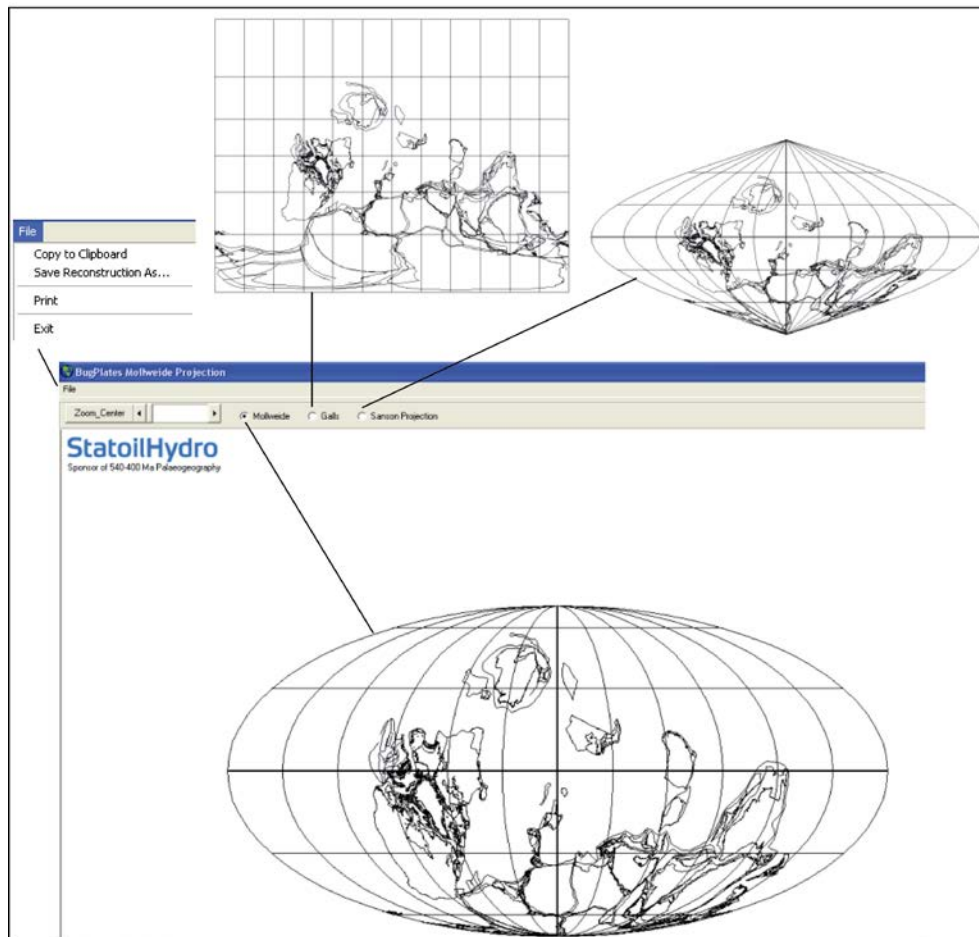 File
Copy to Clipboard
Save Reconstruction As...
Print
Exit
BugPlates Mollweide Projection
File
Zoom_Center
Mollweide
Galls
Sanson Projection
StatoilHydro
Sponsor of 540-400 Ma Palaeogeography